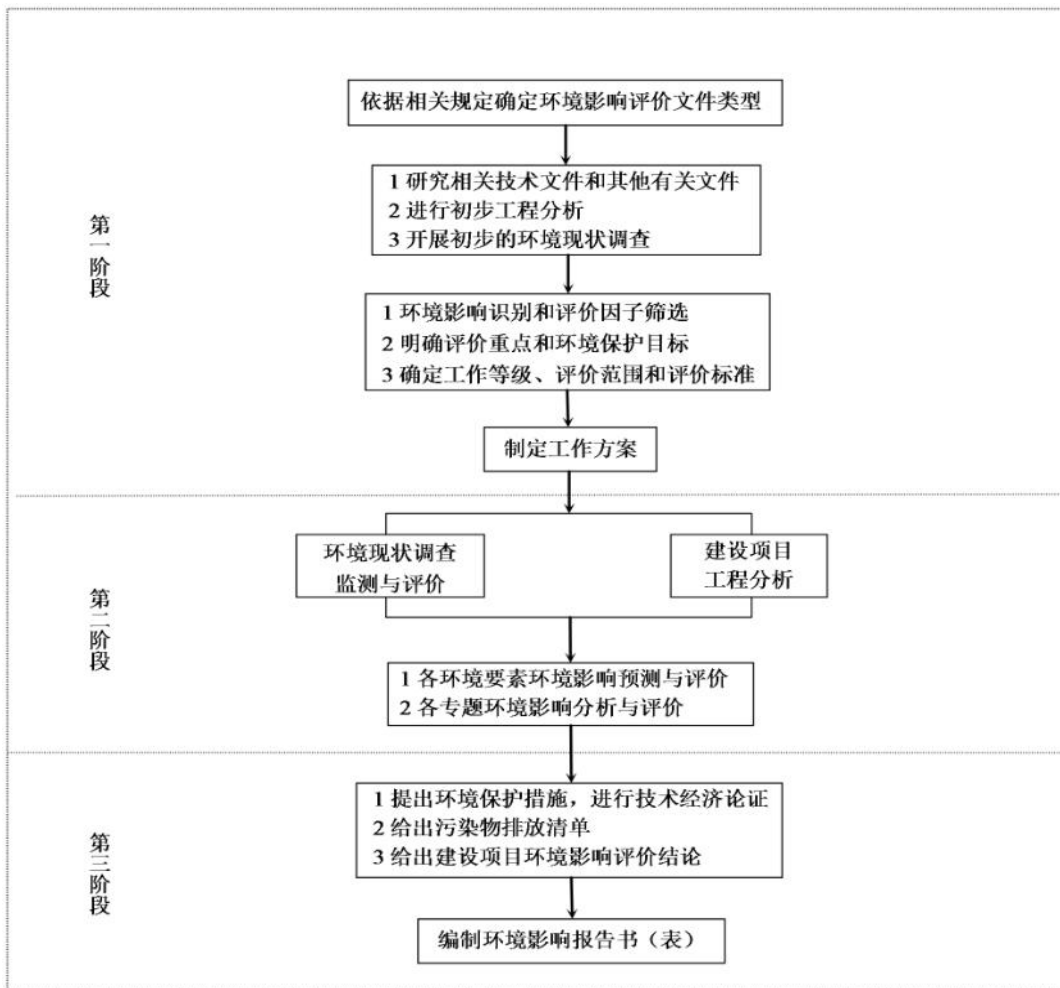 依据相关规定确定环境影响评价文件类型
1 研究相关技术文件和其他有关文件
2 进行初步工程分析
3 开展初步的环境现状调查
第一阶段
1 环境影响识别和评价因子筛选
2 明确评价重点和环境保护目标
3 确定工作等级、评价范围和评价标准
制定工作方案
环境现状调查
监测与评价
建设项目
工程分析
第二阶段
1 各环境要素环境影响预测与评价
2 各专题环境影响分析与评价
1 提出环境保护措施，进行技术经济论证
2 给出污染物排放清单
3 给出建设项目环境影响评价结论
第三阶段
编制环境影响报告书（表）